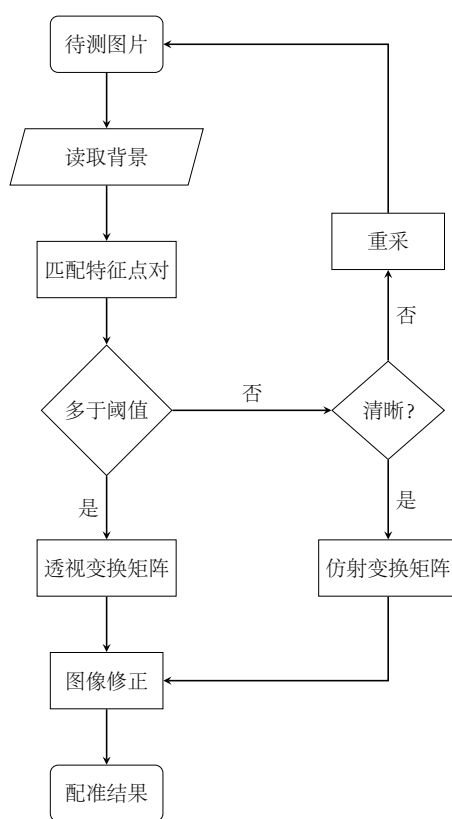 待测图片
读取背景
重采
匹配特征点对
否
多于阈值
否
清晰?
是
是
透视变换矩阵
仿射变换矩阵
图像修正
配准结果